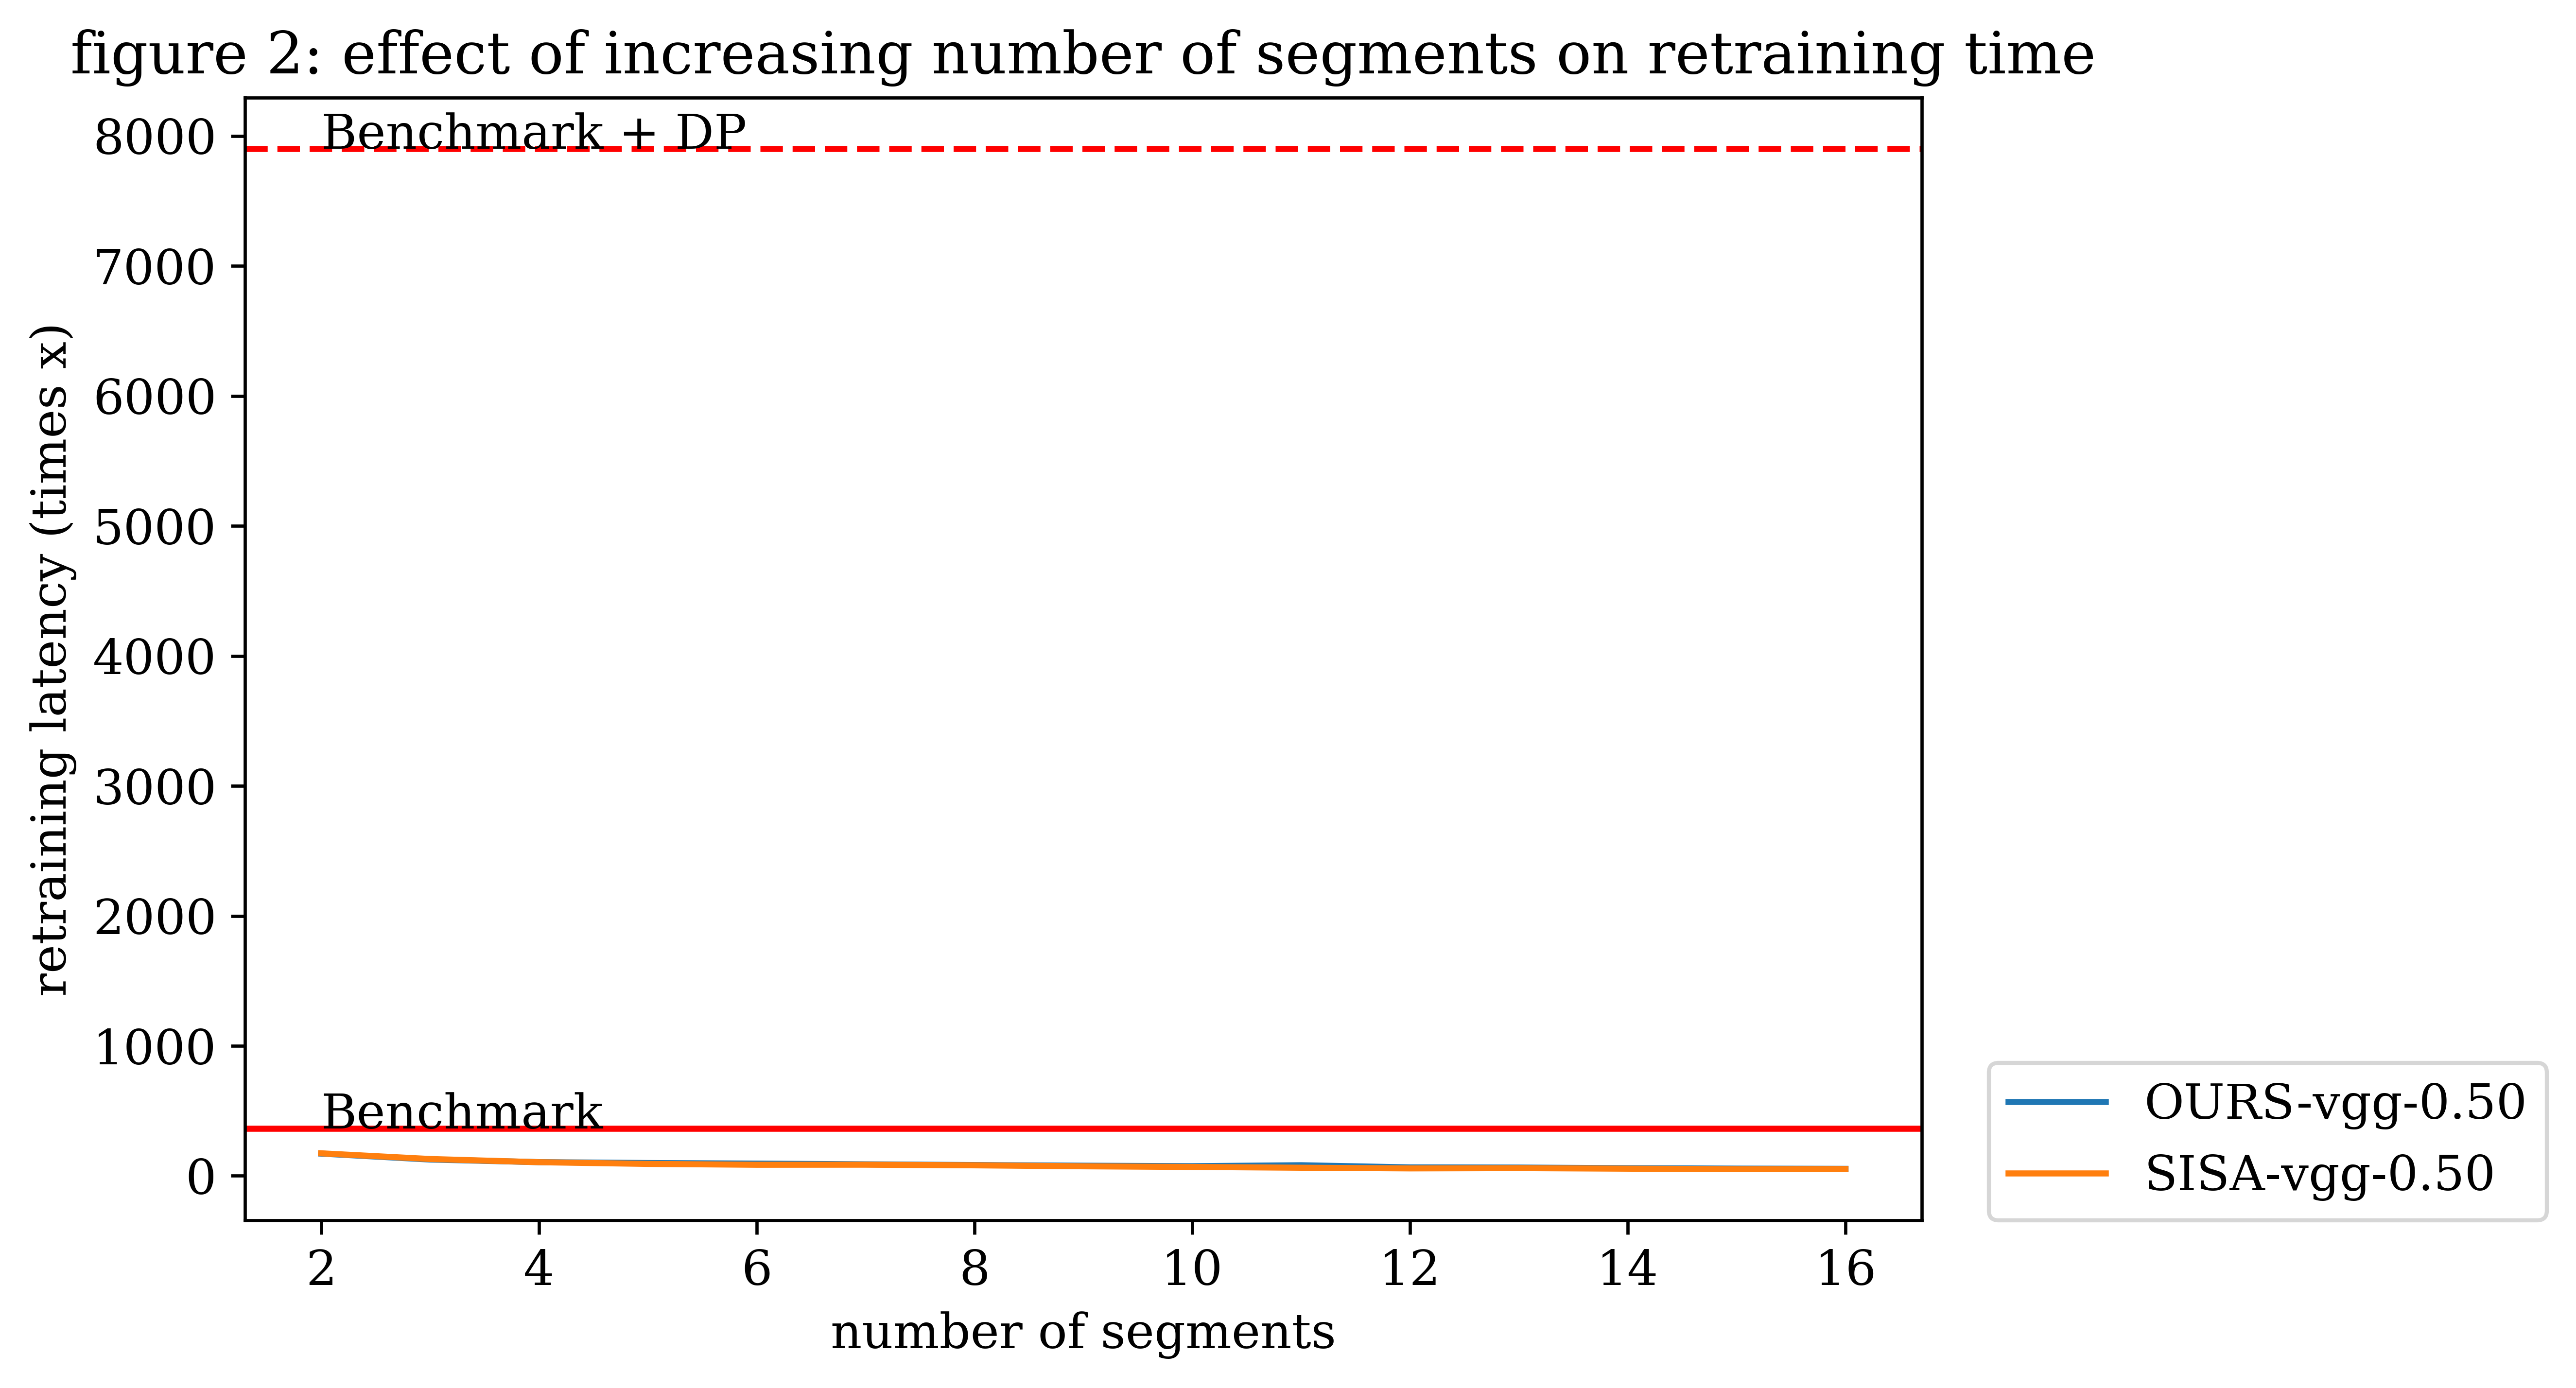 figure 2: effect of increasing number of segments on retraining time
retraining latency (times x)
8000
7000
6000
5000
4000
3000
2000
1000
0
Benchmark + DP
Benchmark
2 4 6 8 10 12 14 16
number of segments
OURS-vgg-0.50
SISA-vgg-0.50